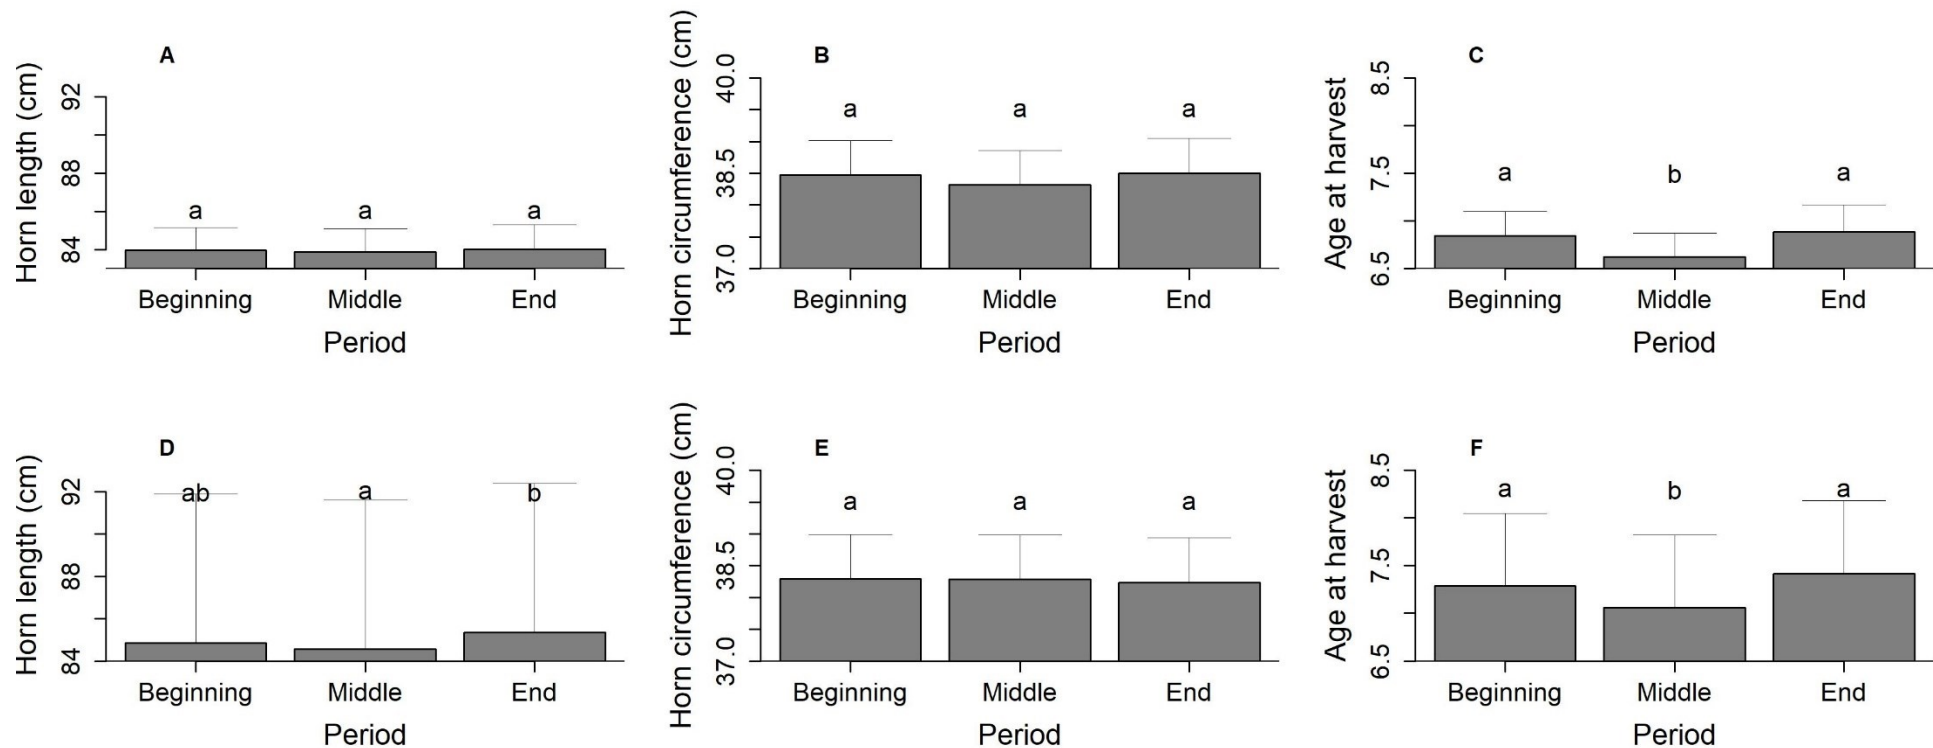 A
Horn length (cm)
92
88
84
a a a
Beginning Middle End
Period
B
Horn circumference (cm)
40.0
38.5
37.0
a a a
Beginning Middle End
Period
C
Age at harvest
8.5
7.5
6.5
a b a
Beginning Middle End
Period
D
Horn length (cm)
92
88
84
ab a b
Beginning Middle End
Period
E
Horn circumference (cm)
40.0
38.5
37.0
a a a
Beginning Middle End
Period
F
Age at harvest
8.5
7.5
6.5
a b a
Beginning Middle End
Period